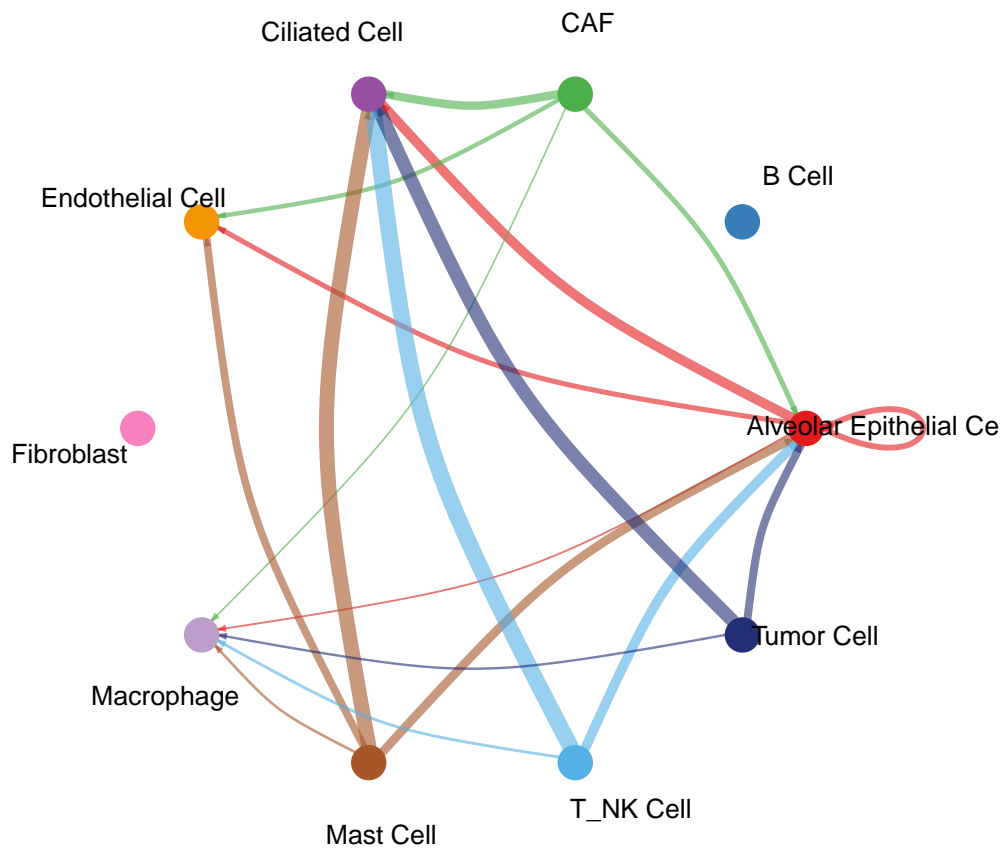 CAF
Ciliated Cell
B Cell
Endothelial Cell
Alveolar Epithelial Ce
Fibroblast
Tumor Cell
Macrophage
T_NK Cell
Mast Cell